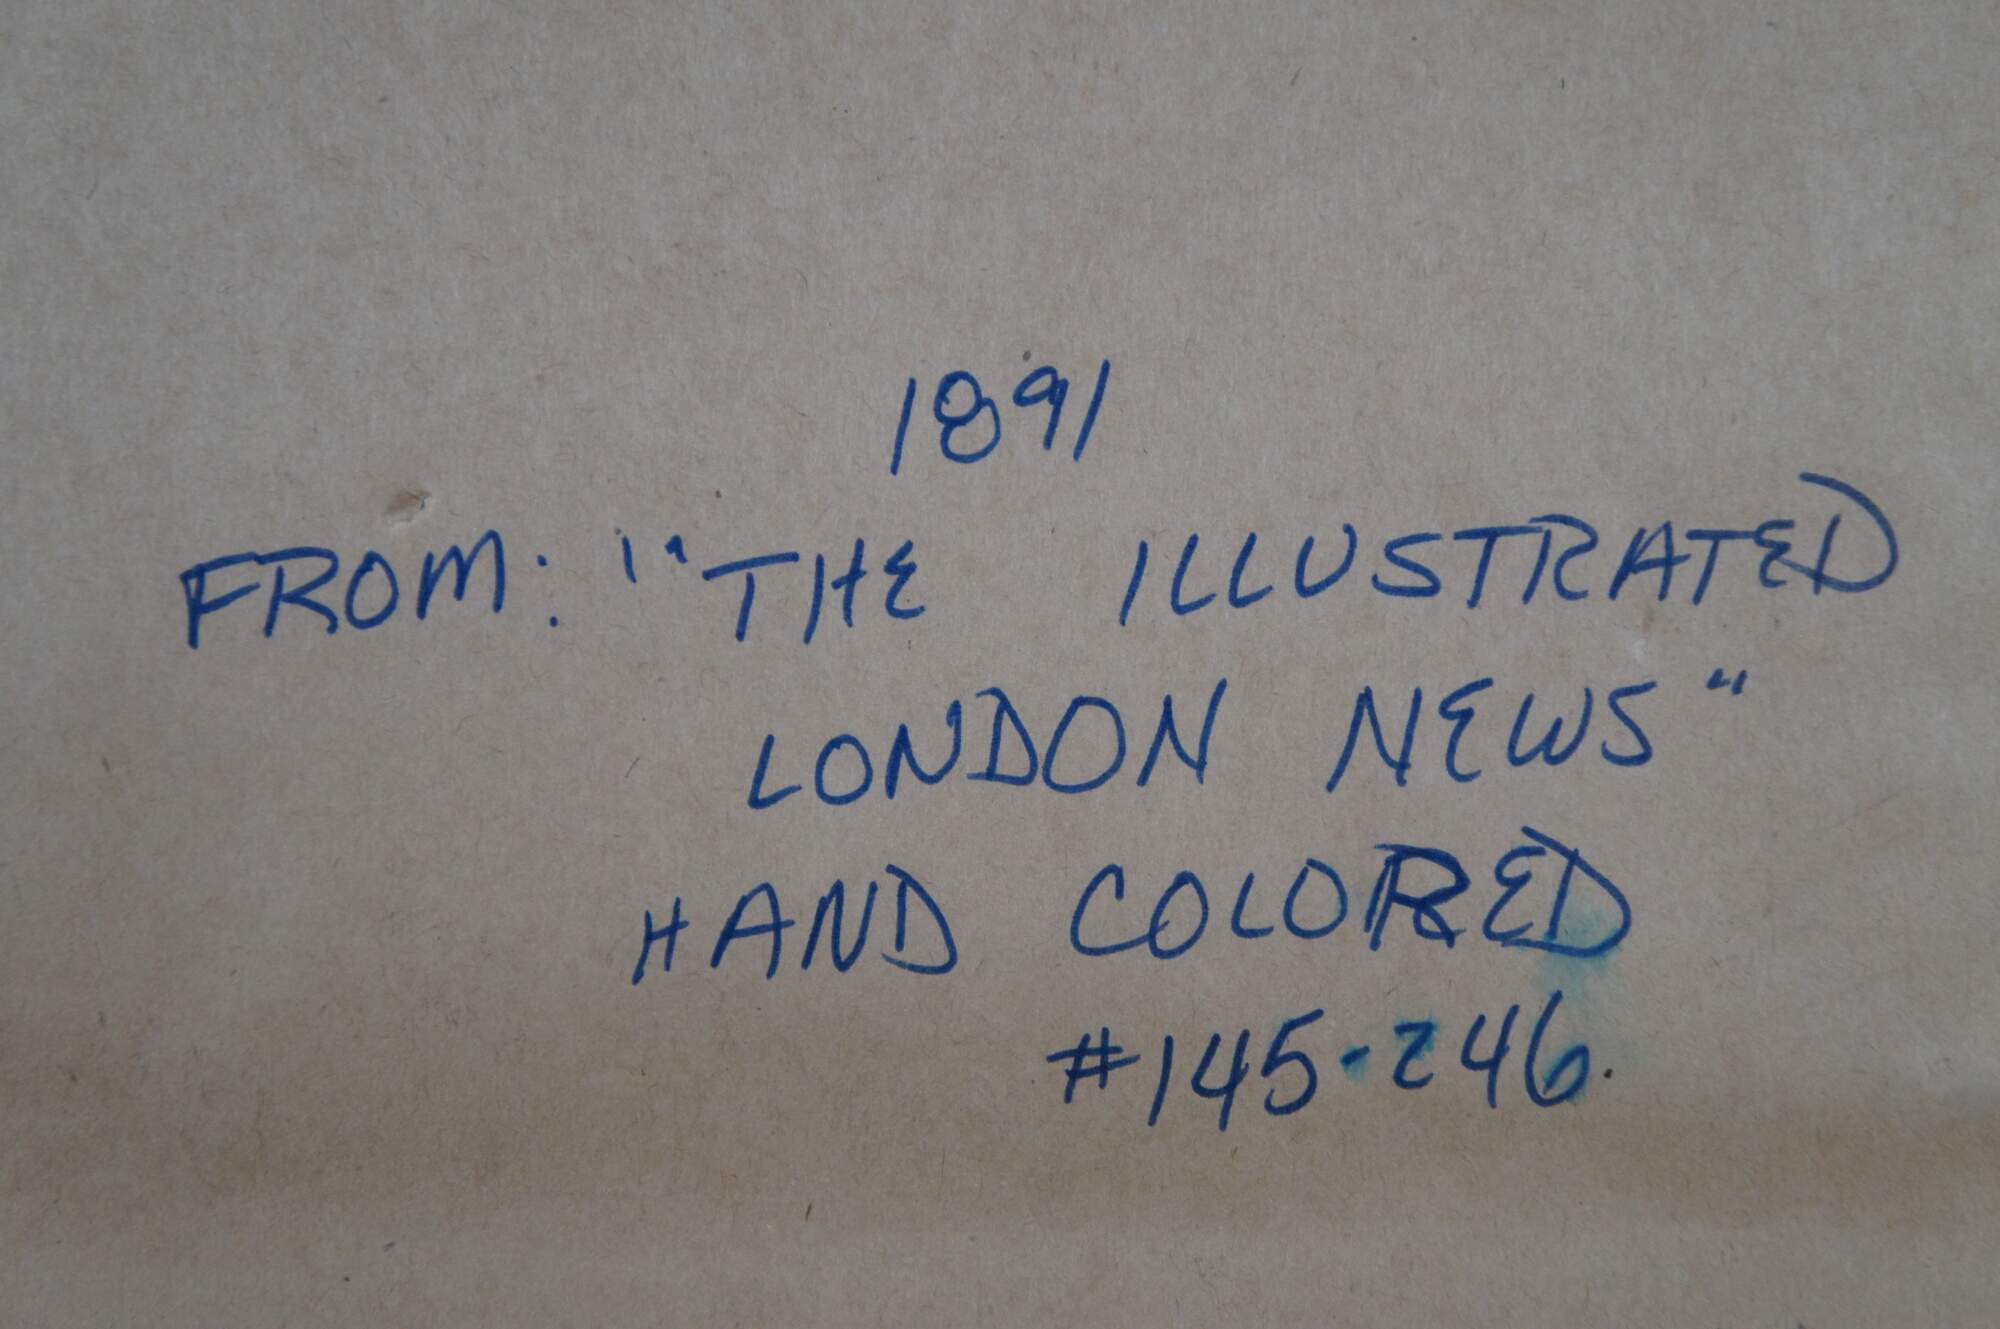 1891
FROM: "THE ILLUSTRATED
LONDON NEWS"
HAND COLORED
#145-246.